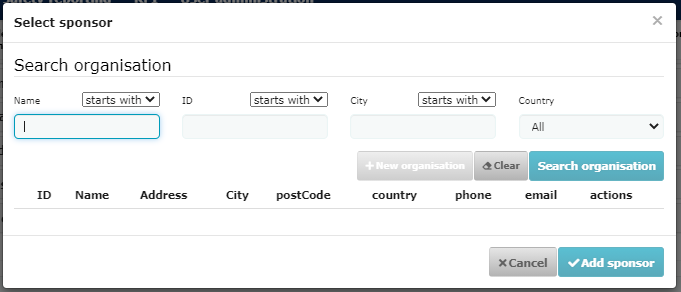 Select sponsor
×
Search organisation
Name starts with ID starts with City starts with Country
All
New organisation Clear Search organisation
ID Name Address City postCode country phone email actions
Cancel Add sponsor